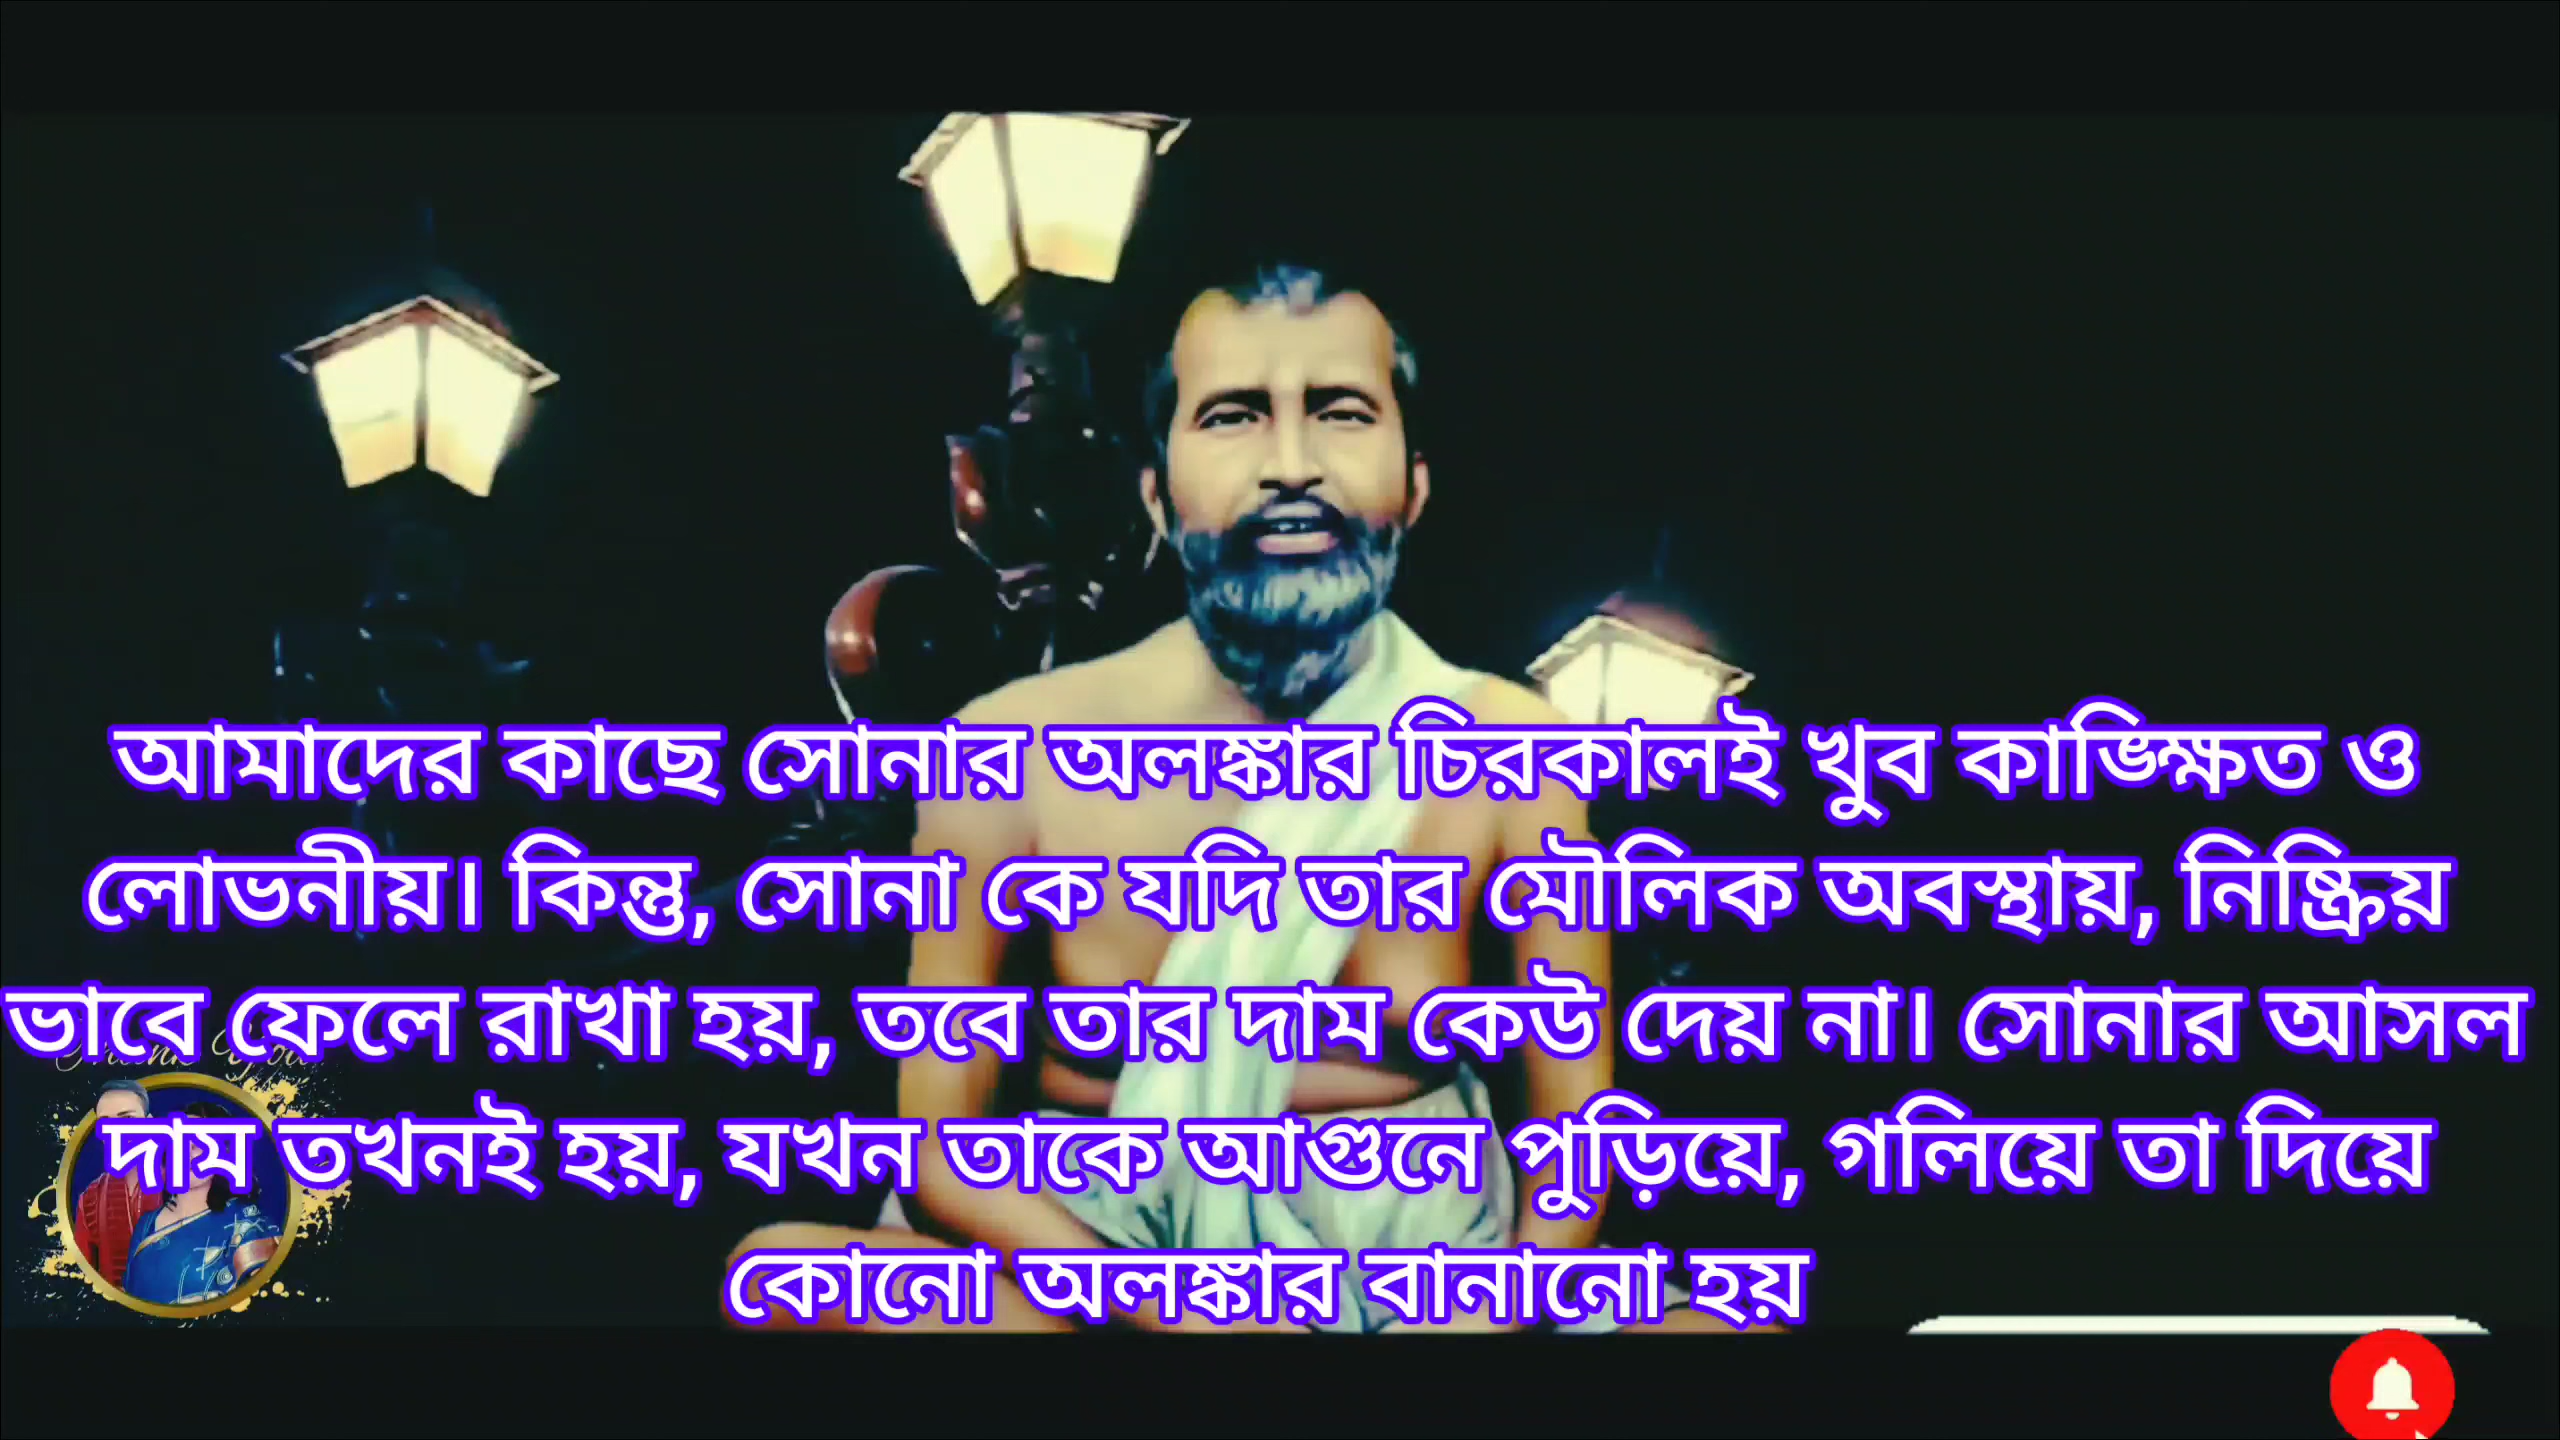 আমাদের কাছে সোনার অলঙ্কার চিরকালই খুব কাঙ্ক্ষিত ও
লোভনীয়। কিন্তু, সোনা কে যদি তার মৌলিক অবস্থায়, নিষ্ক্রিয়
ভাবে ফেলে রাখা হয়, তবে তার দাম কেউ দেয় না। সোনার আসল
দাম তখনই হয়, যখন তাকে আগুনে পুড়িয়ে, গলিয়ে তা দিয়ে
কোনো অলঙ্কার বানানো হয়